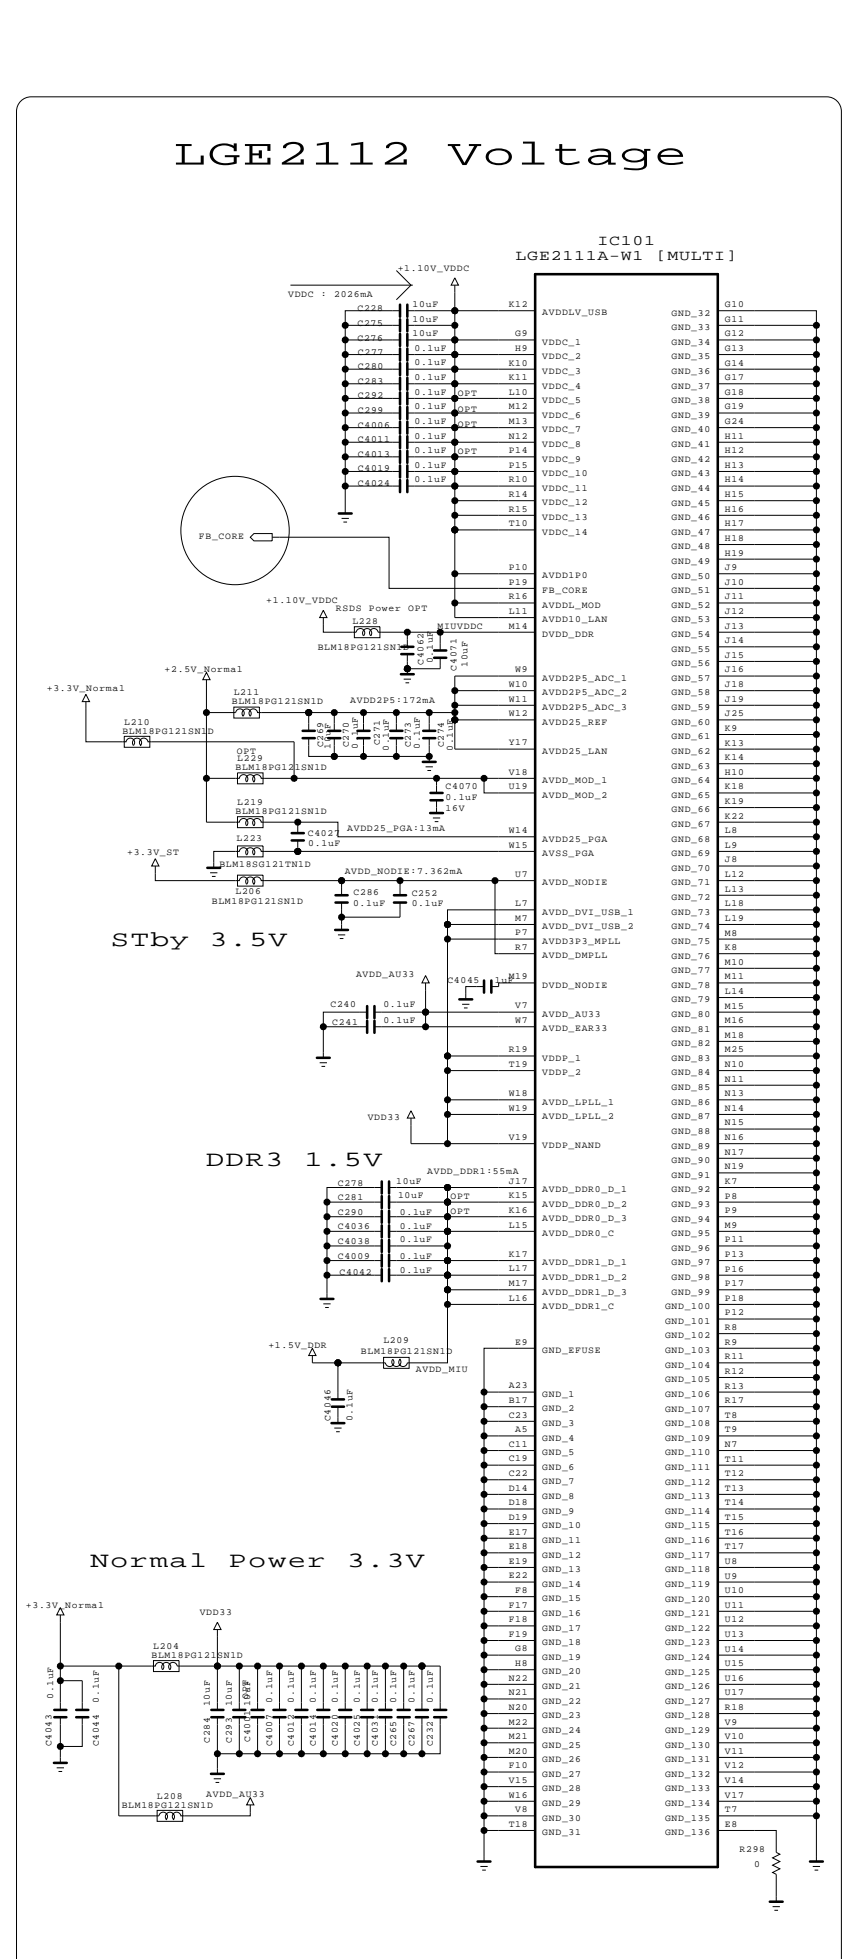 LGE2112 Voltage
IC101
LGE2111A-W1 [MULTI]
+1.10V_VDDC
VDDC : 2026mA
C228 10uF
C275 10uF
C276 10uF
C277 0.1uF
C280 0.1uF
C283 0.1uF
C292 0.1uF OPT
C299 0.1uF OPT
C4006 0.1uF OPT
C4011 0.1uF
C4013 0.1uF OPT
C4019 0.1uF
C4024 0.1uF
FB_CORE
+1.10V_VDDC
RSDS Power OPT
L228
BLM18PG121SN1D
MIUVDDC
C4062 0.1uF
C4071 10uF
+2.5V_Normal
+3.3V_Normal
L211
BLM18PG121SN1D
AVDD2P5:172mA
L210
BLM18PG121SN1D
C269 10uF
C270 0.1uF
C271 0.1uF
C273 0.1uF
C274 0.1uF
OPT
L229
BLM18PG121SN1D
C4070
0.1uF
16V
L219
BLM18PG121SN1D
C4027
0.1uF
AVDD25_PGA:13mA
L223
BLM18SG121TN1D
+3.3V_ST
L206
BLM18PG121SN1D
AVDD_NODIE:7.362mA
C286
0.1uF
C252
0.1uF
STby 3.5V
AVDD_AU33
C4045 1uF
C240 0.1uF
C241 0.1uF
VDD33
DDR3 1.5V
AVDD_DDR1:55mA
C278 10uF
C281 10uF OPT
C290 0.1uF OPT
C4036 0.1uF
C4038 0.1uF
C4009 0.1uF
C4042 0.1uF
+1.5V_DDR
L209
BLM18PG121SN1D
AVDD_MIU
C4046
0.1uF
Normal Power 3.3V
+3.3V_Normal
VDD33
L204
BLM18PG121SN1D
C4043 0.1uF
C4044 0.1uF
C284 10uF
C293 10uF
C4001 10uF
OPT
C4007 0.1uF
C4012 0.1uF
C4014 0.1uF
0.1uF
C4025 0.1uF
0.1uF
C265 0.1uF
C267 0.1uF
C232 0.1uF
L208
BLM18PG121SN1D
AVDD_AU33
K12 AVDDLV_USB
G9 VDDC_1
H9 VDDC_2
K10 VDDC_3
K11 VDDC_4
L10 VDDC_5
M12 VDDC_6
M13 VDDC_7
N12 VDDC_8
P14 VDDC_9
P15 VDDC_10
R10 VDDC_11
R14 VDDC_12
R15 VDDC_13
T10 VDDC_14
P10 AVDD1P0
P19 FB_CORE
R16 AVDDL_MOD
L11 AVDD10_LAN
M14 DVDD_DDR
W9 AVDD2P5_ADC_1
W10 AVDD2P5_ADC_2
W11 AVDD2P5_ADC_3
W12 AVDD25_REF
Y17 AVDD25_LAN
V18 AVDD_MOD_1
U19 AVDD_MOD_2
W14 AVDD25_PGA
W15 AVSS_PGA
U7 AVDD_NODIE
L7 AVDD_DVI_USB_1
M7 AVDD_DVI_USB_2
P7 AVDD3P3_MPLL
R7 AVDD_DMPLL
M19 DVDD_NODIE
V7 AVDD_AU33
W7 AVDD_EAR33
R19 VDDP_1
T19 VDDP_2
W18 AVDD_LPLL_1
W19 AVDD_LPLL_2
V19 VDDP_NAND
J17 AVDD_DDR0_D_1
K15 AVDD_DDR0_D_2
K16 AVDD_DDR0_D_3
L15 AVDD_DDR0_C
K17 AVDD_DDR1_D_1
L17 AVDD_DDR1_D_2
M17 AVDD_DDR1_D_3
L16 AVDD_DDR1_C
E9 GND_EFUSE
A23 GND_1
B17 GND_2
C23 GND_3
A5 GND_4
C11 GND_5
C19 GND_6
C22 GND_7
D14 GND_8
D18 GND_9
D19 GND_10
E17 GND_11
E18 GND_12
E19 GND_13
E22 GND_14
F8 GND_15
F17 GND_16
F18 GND_17
F19 GND_18
G8 GND_19
H8 GND_20
N22 GND_21
N21 GND_22
N20 GND_23
M22 GND_24
M21 GND_25
M20 GND_26
F10 GND_27
V15 GND_28
W16 GND_29
V8 GND_30
T18 GND_31
GND_32 G10
GND_33 G11
GND_34 G12
GND_35 G13
GND_36 G14
GND_37 G17
GND_38 G18
GND_39 G19
GND_40 G24
GND_41 H11
GND_42 H12
GND_43 H13
GND_44 H14
GND_45 H15
GND_46 H16
GND_47 H17
GND_48 H18
GND_49 H19
GND_50 J9
GND_51 J10
GND_52 J11
GND_53 J12
GND_54 J13
GND_55 J14
GND_56 J15
GND_57 J16
GND_58 J18
GND_59 J19
GND_60 J25
GND_61 K9
GND_62 K13
GND_63 K14
GND_64 H10
GND_65 K18
GND_66 K19
GND_67 K22
GND_68 L8
GND_69 L9
GND_70 J8
GND_71 L12
GND_72 L13
GND_73 L18
GND_74 L19
GND_75 M8
GND_76 K8
GND_77 M10
GND_78 M11
GND_79 L14
GND_80 M15
GND_81 M16
GND_82 M18
GND_83 M25
GND_84 N10
GND_85 N11
GND_86 N13
GND_87 N14
GND_88 N15
GND_89 N16
GND_90 N17
GND_91 N19
GND_92 K7
GND_93 P8
GND_94 P9
GND_95 M9
GND_96 P11
GND_97 P13
GND_98 P16
GND_99 P17
GND_100 P18
GND_101 P12
GND_102 R8
GND_103 R9
GND_104 R11
GND_105 R12
GND_106 R13
GND_107 R17
GND_108 T8
GND_109 T9
GND_110 N7
GND_111 T11
GND_112 T12
GND_113 T13
GND_114 T14
GND_115 T15
GND_116 T16
GND_117 T17
GND_118 U8
GND_119 U9
GND_120 U10
GND_121 U11
GND_122 U12
GND_123 U13
GND_124 U14
GND_125 U15
GND_126 U16
GND_127 U17
GND_128 R18
GND_129 V9
GND_130 V10
GND_131 V11
GND_132 V12
GND_133 V14
GND_134 V17
GND_135 T7
GND_136 E8
R298
0